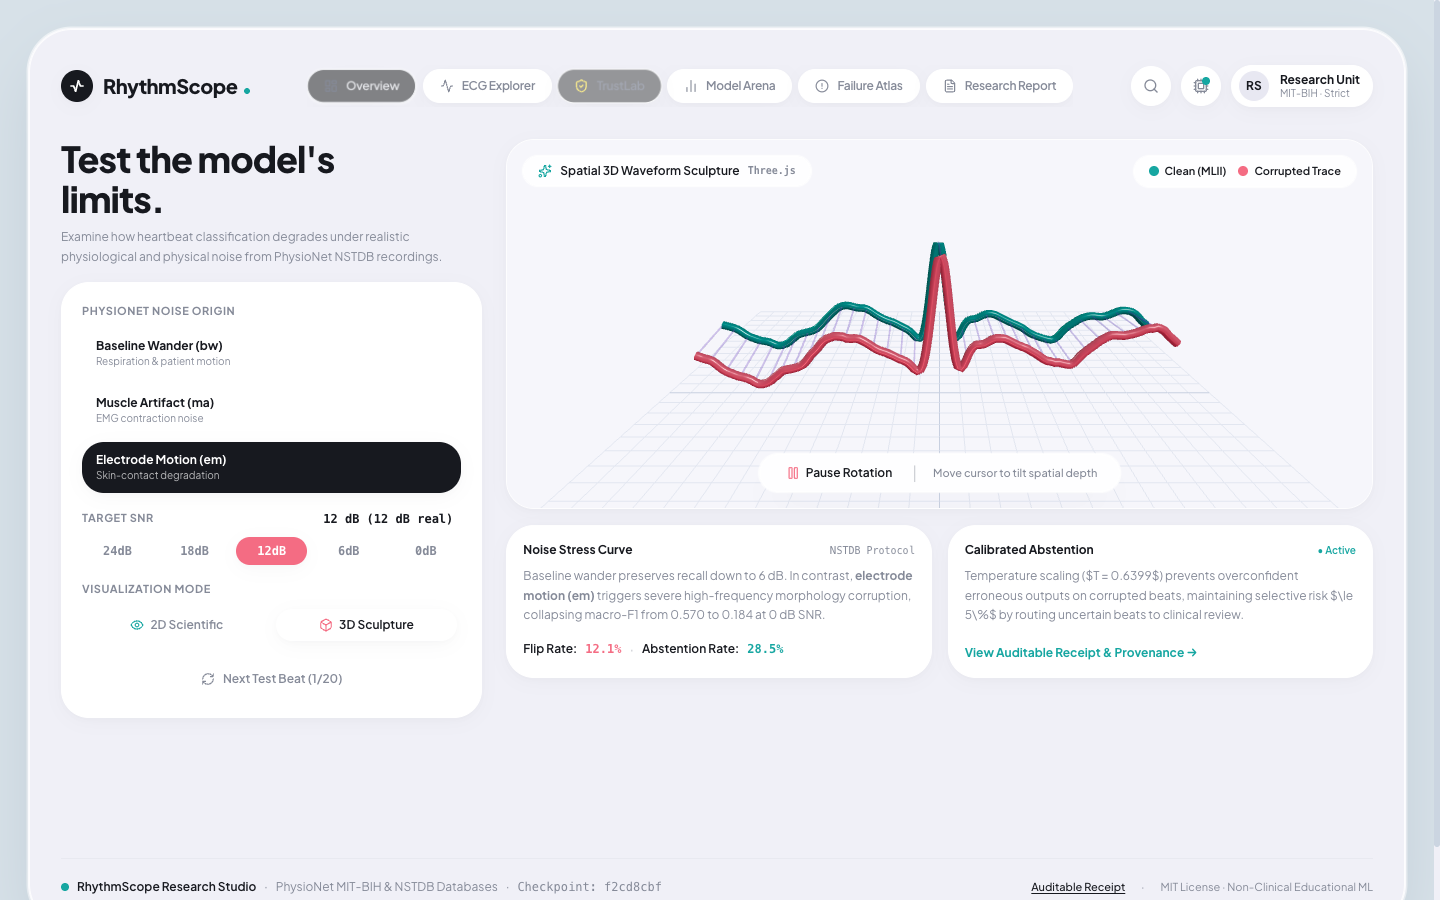 RhythmScope
Overview
ECG Explorer
TrustLab
Model Arena
Failure Atlas
Research Report
RS
Research Unit
MIT-BIH · Strict
Test the model's
limits.
Examine how heartbeat classification degrades under realistic
physiological and physical noise from PhysioNet NSTDB recordings.
PHYSIONET NOISE ORIGIN
Baseline Wander (bw)
Respiration & patient motion
Muscle Artifact (ma)
EMG contraction noise
Electrode Motion (em)
Skin-contact degradation
TARGET SNR
12 dB (12 dB real)
24dB
18dB
12dB
6dB
0dB
VISUALIZATION MODE
2D Scientific
3D Sculpture
Next Test Beat (1/20)
Spatial 3D Waveform Sculpture Three.js
Clean (MLII)
Corrupted Trace
Pause Rotation
Move cursor to tilt spatial depth
Noise Stress Curve
NSTDB Protocol
Baseline wander preserves recall down to 6 dB. In contrast, electrode
motion (em) triggers severe high-frequency morphology corruption,
collapsing macro-F1 from 0.570 to 0.184 at 0 dB SNR.
Flip Rate: 12.1% · Abstention Rate: 28.5%
Calibrated Abstention
• Active
Temperature scaling ($T = 0.6399$) prevents overconfident
erroneous outputs on corrupted beats, maintaining selective risk $\le
5\%$ by routing uncertain beats to clinical review.
View Auditable Receipt & Provenance →
RhythmScope Research Studio · PhysioNet MIT-BIH & NSTDB Databases · Checkpoint: f2cd8cbf
Auditable Receipt · MIT License · Non-Clinical Educational ML